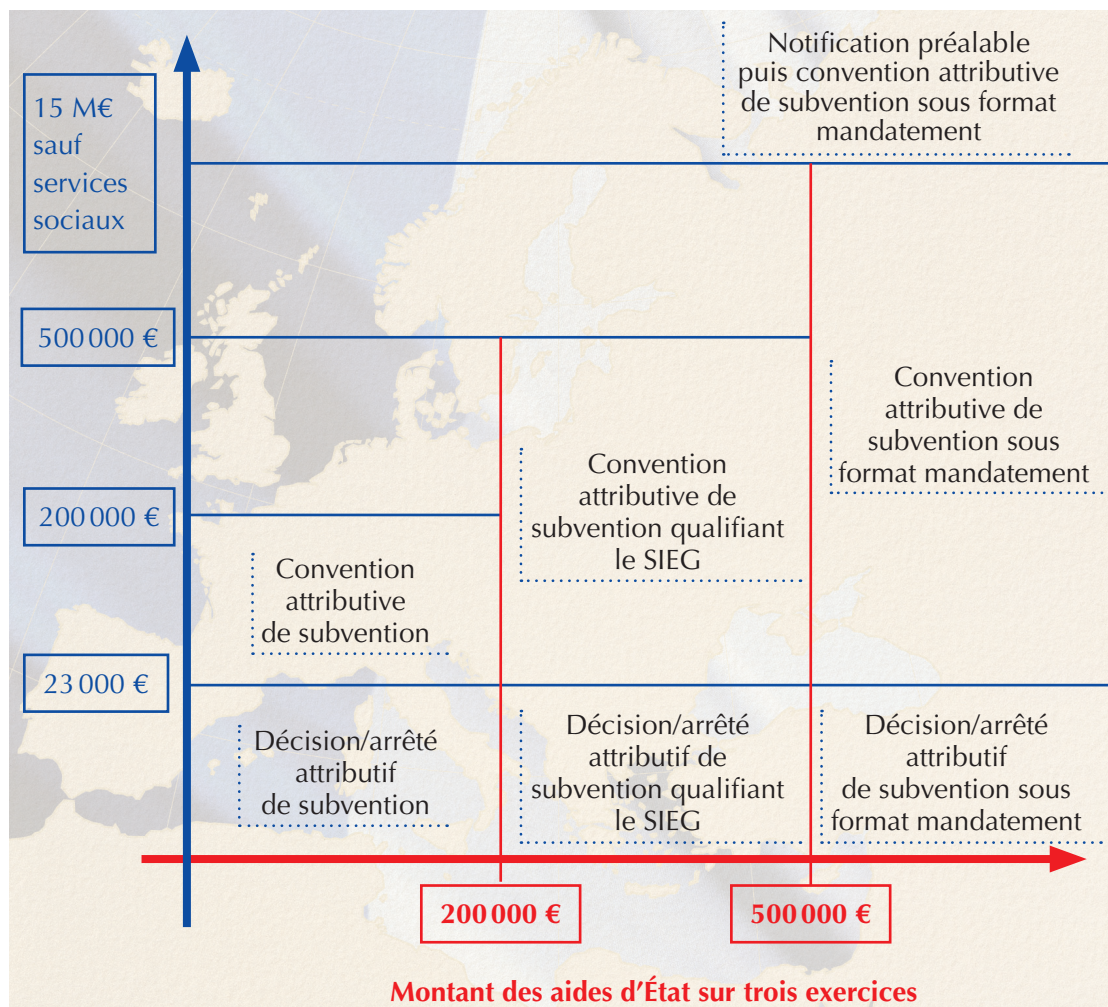 Notification préalable
puis convention attributive
de subvention sous format
mandatement
15 M€
sauf
services
sociaux
500 000 €
Convention
attributive de
subvention sous
format mandatement
Convention
attributive de
subvention qualifiant
le SIEG
200 000 €
Convention
attributive
de subvention
23 000 €
Décision/arrêté
attributif
de subvention
Décision/arrêté
attributif de
subvention qualifiant
le SIEG
Décision/arrêté
attributif
de subvention sous
format mandatement
200 000 €
500 000 €
Montant des aides d’État sur trois exercices